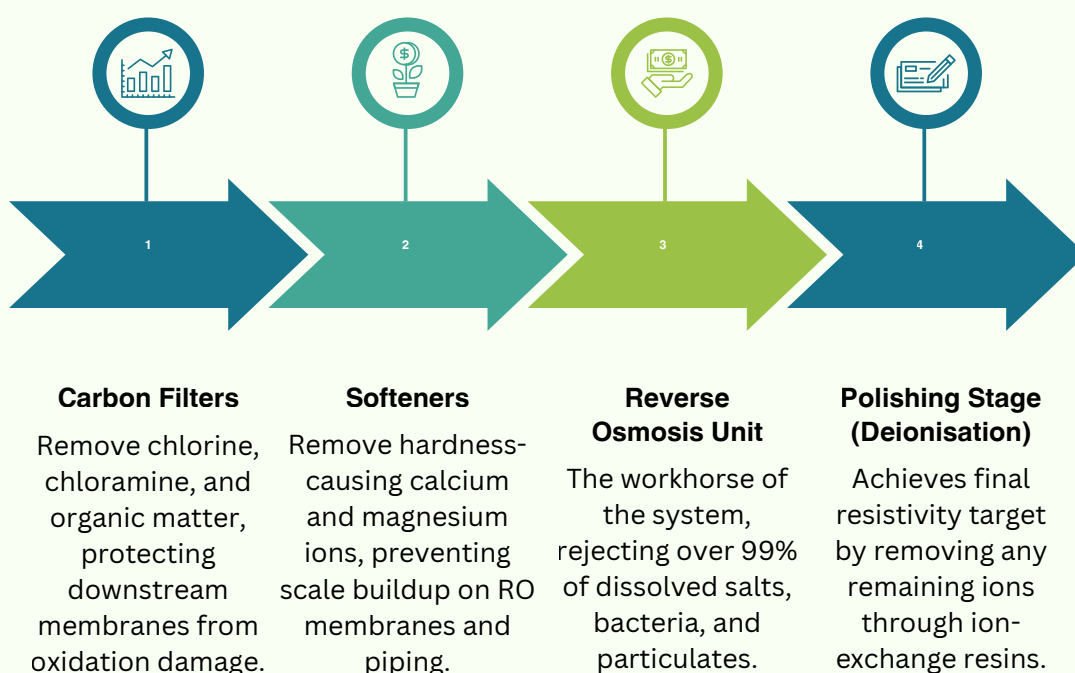 1
2
3
4
Carbon Filters
Remove chlorine,
chloramine, and
organic matter,
protecting
downstream
membranes from
oxidation damage.
Softeners
Remove hardness-
causing calcium
and magnesium
ions, preventing
scale buildup on RO
membranes and
piping.
Reverse
Osmosis Unit
The workhorse of
the system,
rejecting over 99%
of dissolved salts,
bacteria, and
particulates.
Polishing Stage
(Deionisation)
Achieves final
resistivity target
by removing any
remaining ions
through ion-
exchange resins.